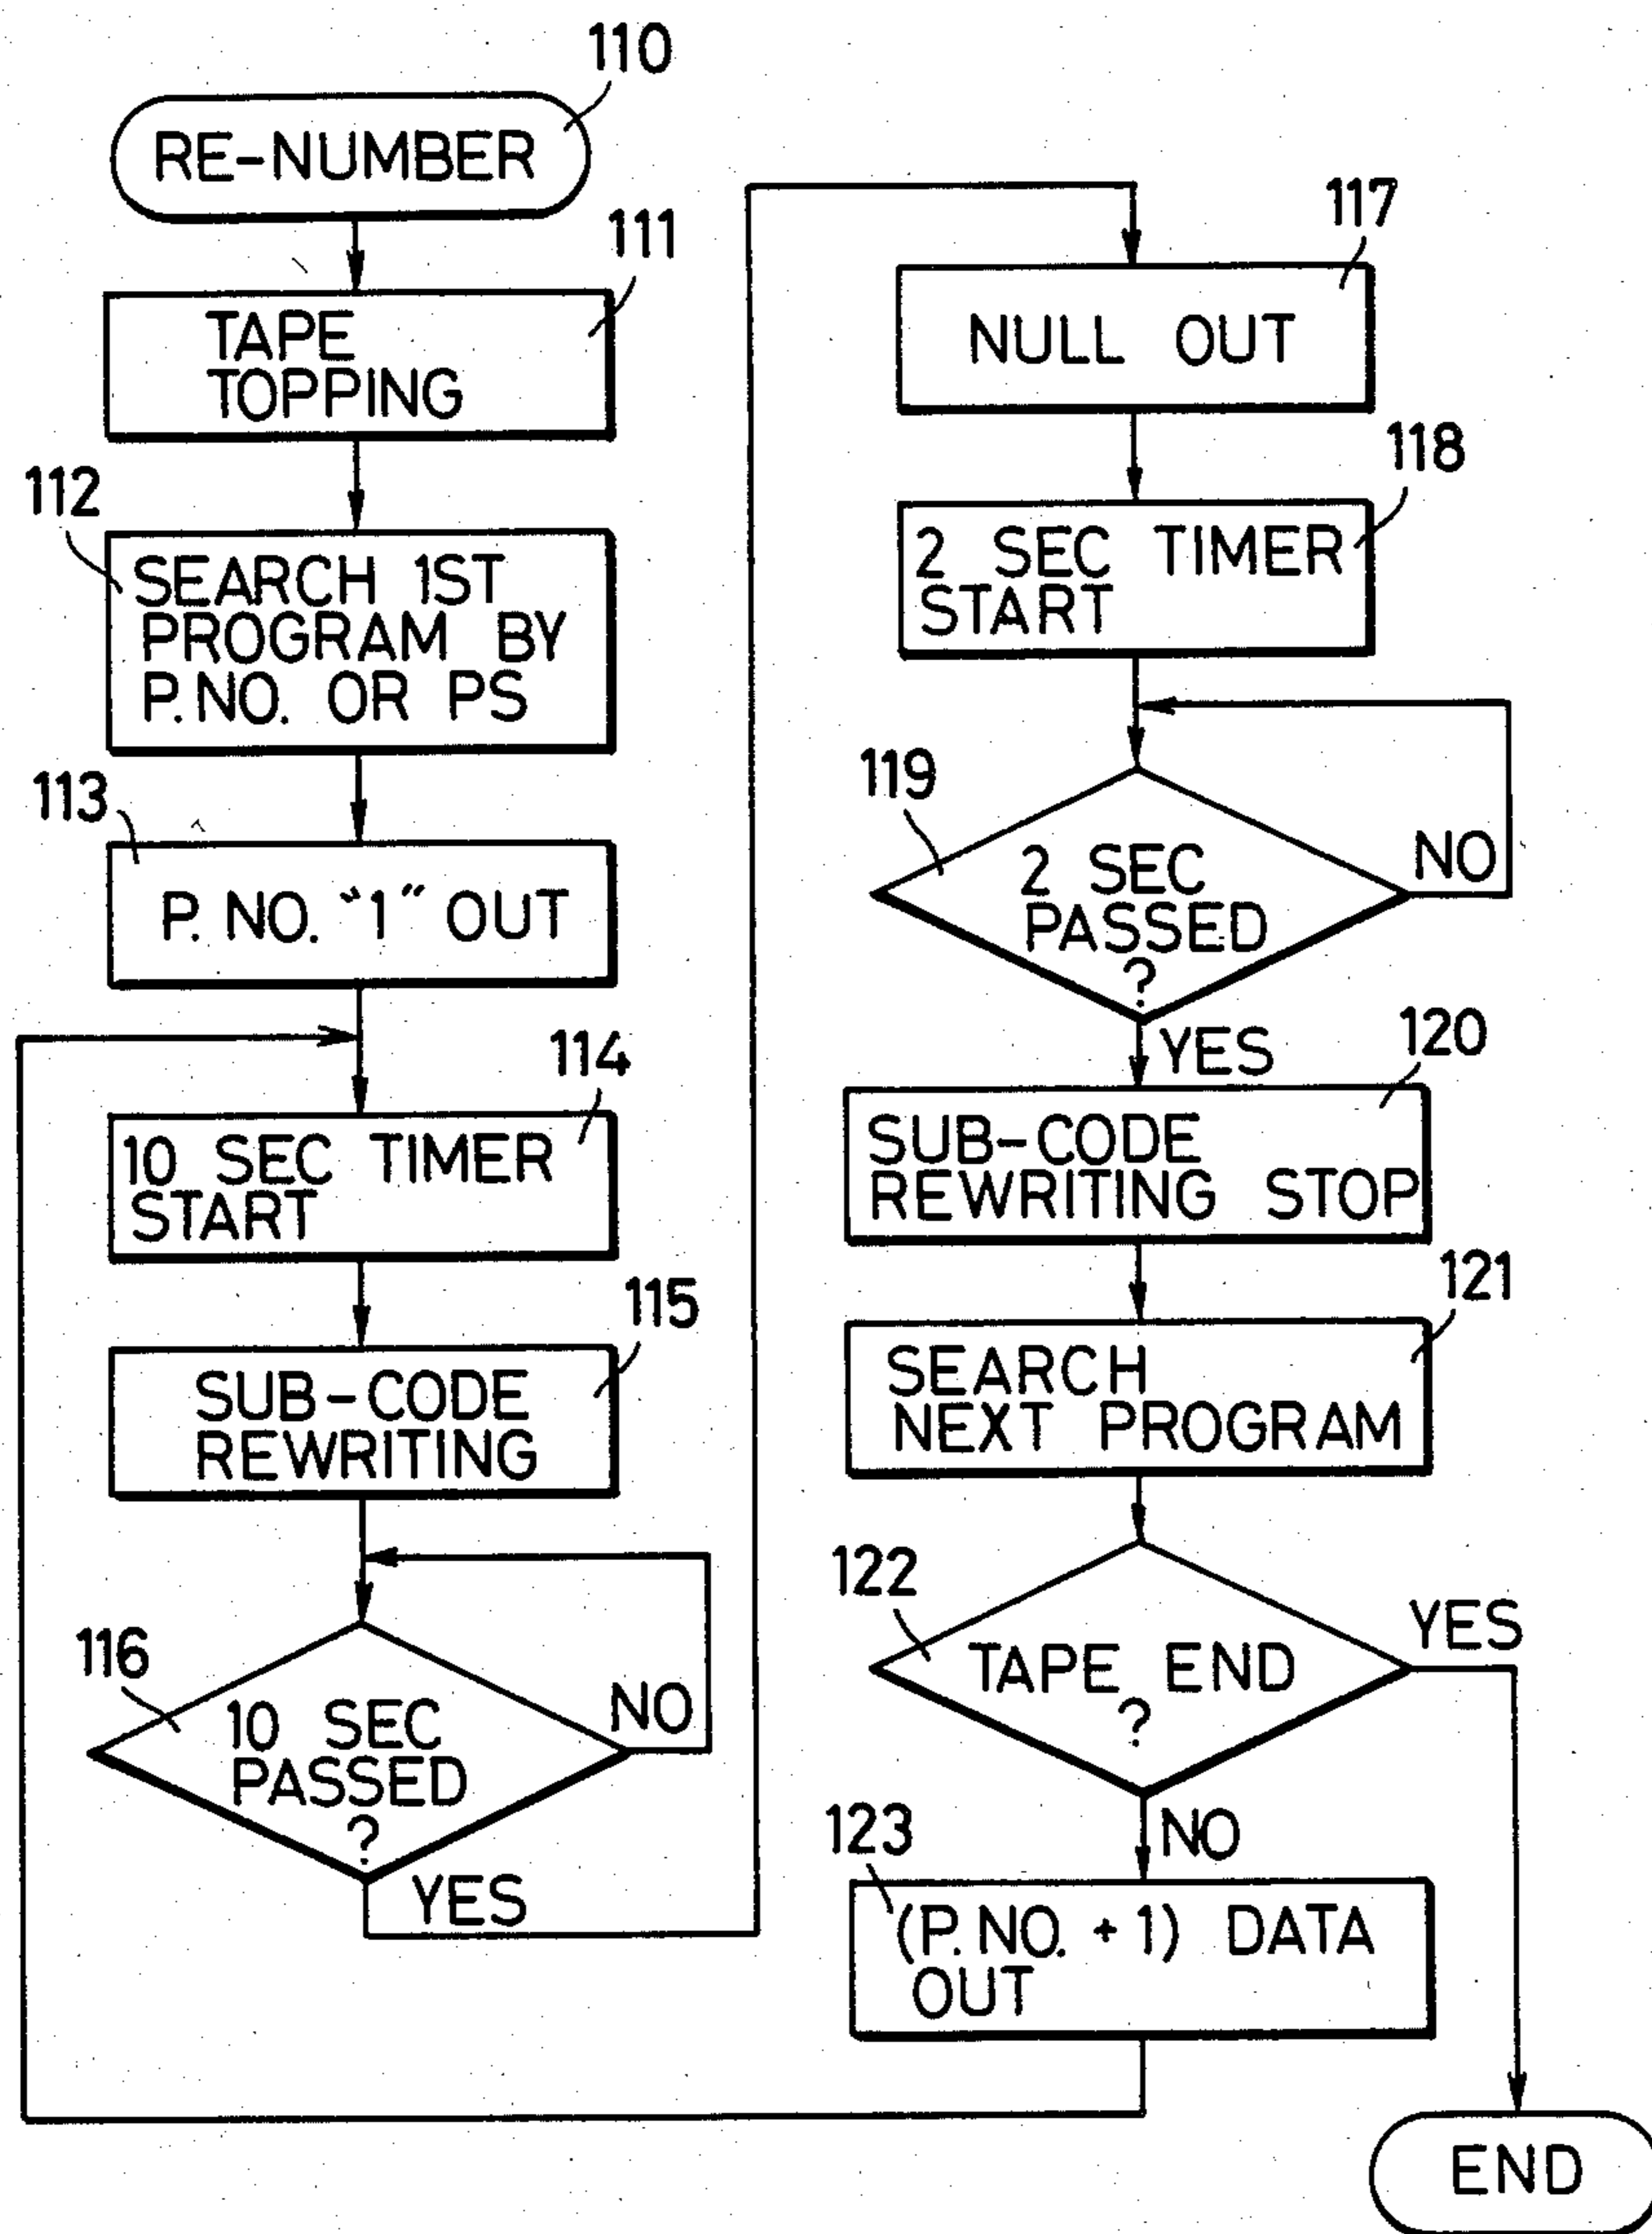 110
RE-NUMBER
111
TAPE
TOPPING
112
SEARCH 1ST
PROGRAM BY
P.NO. OR PS
113
P. NO. "1" OUT
114
10 SEC TIMER
START
115
SUB-CODE
REWRITING
116
10 SEC
PASSED
?
NO
YES
117
NULL OUT
118
2 SEC TIMER
START
119
2 SEC
PASSED
?
NO
YES
120
SUB-CODE
REWRITING STOP
121
SEARCH
NEXT PROGRAM
122
TAPE END
?
YES
NO
123
(P. NO. + 1) DATA
OUT
END